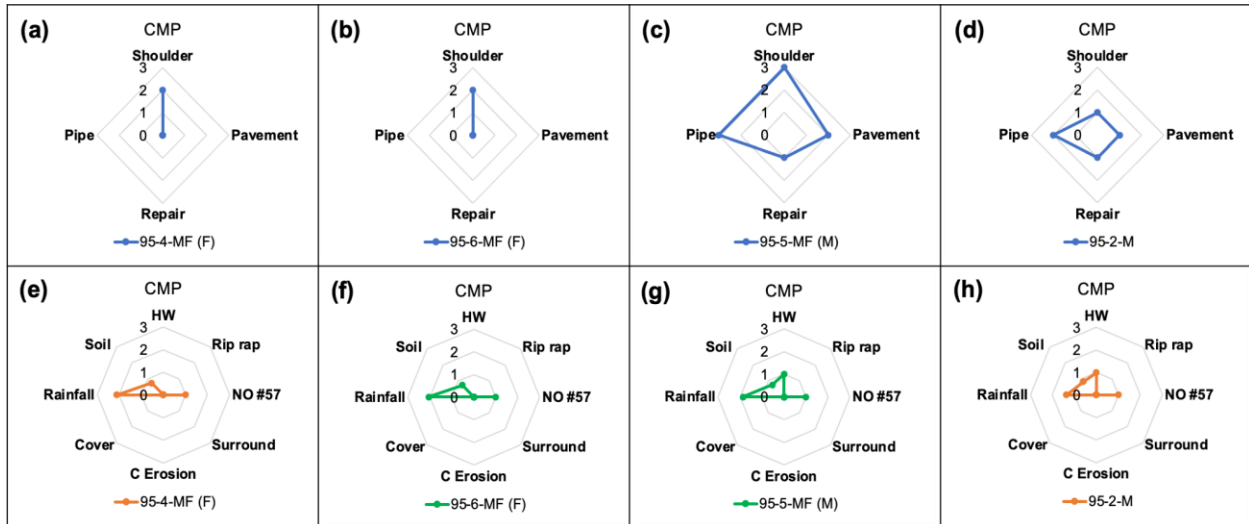 (a)
CMP
Shoulder
3
2
1
Pipe 0 Pavement
Repair
95-4-MF (F)
(b)
CMP
Shoulder
3
2
1
Pipe 0 Pavement
Repair
95-6-MF (F)
(c)
CMP
Shoulder
3
2
1
Pipe 0 Pavement
Repair
95-5-MF (M)
(d)
CMP
Shoulder
3
2
1
Pipe 0 Pavement
Repair
95-2-M
(e)
CMP
HW
3
Soil Rip rap
2
1
Rainfall 0 NO #57
Cover Surround
C Erosion
95-4-MF (F)
(f)
CMP
HW
3
Soil Rip rap
2
1
Rainfall 0 NO #57
Cover Surround
C Erosion
95-6-MF (F)
(g)
CMP
HW
3
Soil Rip rap
2
1
Rainfall 0 NO #57
Cover Surround
C Erosion
95-5-MF (M)
(h)
CMP
HW
3
Soil Rip rap
2
1
Rainfall 0 NO #57
Cover Surround
C Erosion
95-2-M